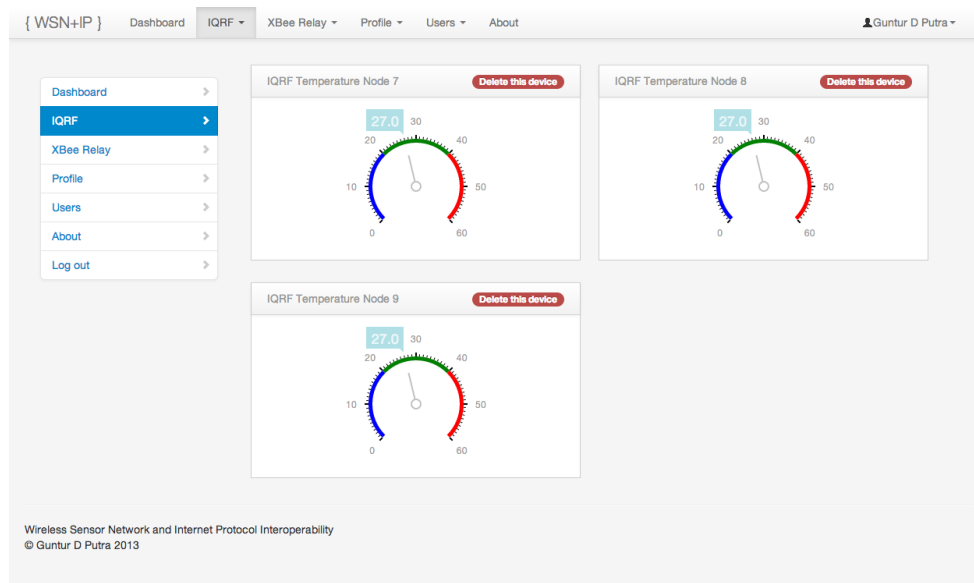 { WSN+IP } Dashboard IQRF XBee Relay Profile Users About Guntur D Putra
Dashboard
IQRF
XBee Relay
Profile
Users
About
Log out
IQRF Temperature Node 7 Delete this device
27.0
0 10 20 30 40 50 60
IQRF Temperature Node 8 Delete this device
27.0
0 10 20 30 40 50 60
IQRF Temperature Node 9 Delete this device
27.0
0 10 20 30 40 50 60
Wireless Sensor Network and Internet Protocol Interoperability
© Guntur D Putra 2013